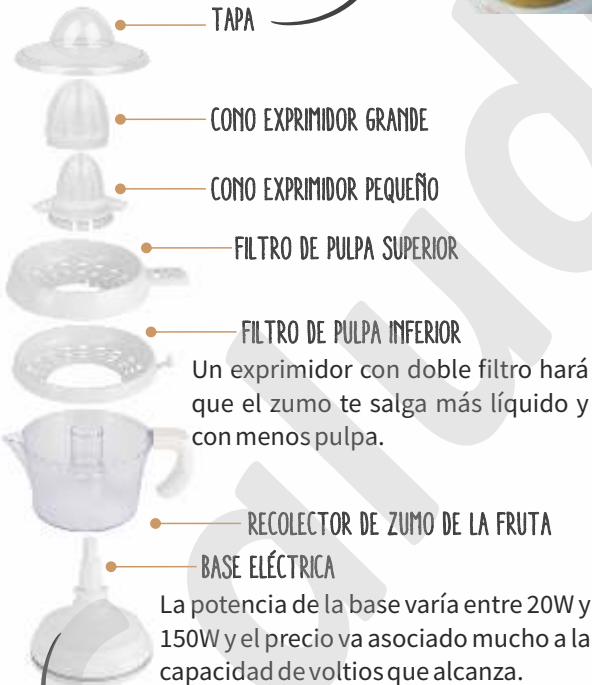 TAPA
CONO EXPRIMIDOR GRANDE
CONO EXPRIMIDOR PEQUEÑO
FILTRO DE PULPA SUPERIOR
FILTRO DE PULPA INFERIOR
Un exprimidor con doble filtro hará
que el zumo te salga más líquido y
con menos pulpa.
RECOLECTOR DE ZUMO DE LA FRUTA
BASE ELÉCTRICA
La potencia de la base varía entre 20W y
150W y el precio va asociado mucho a la
capacidad de voltios que alcanza.